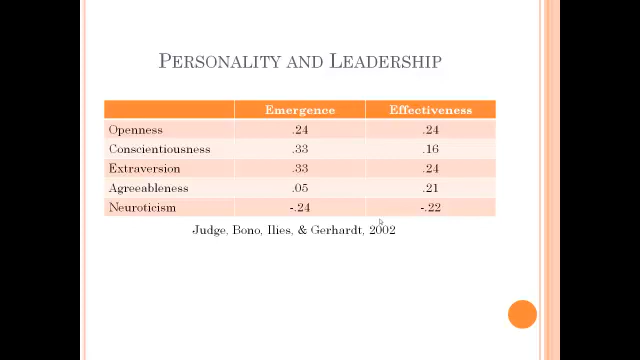 PERSONALITY AND LEADERSHIP
Emergence Effectiveness
Openness .24 .24
Conscientiousness .33 .16
Extraversion .33 .24
Agreeableness .05 .21
Neuroticism -.24 -.22
Judge, Bono, Ilies, & Gerhardt, 2002